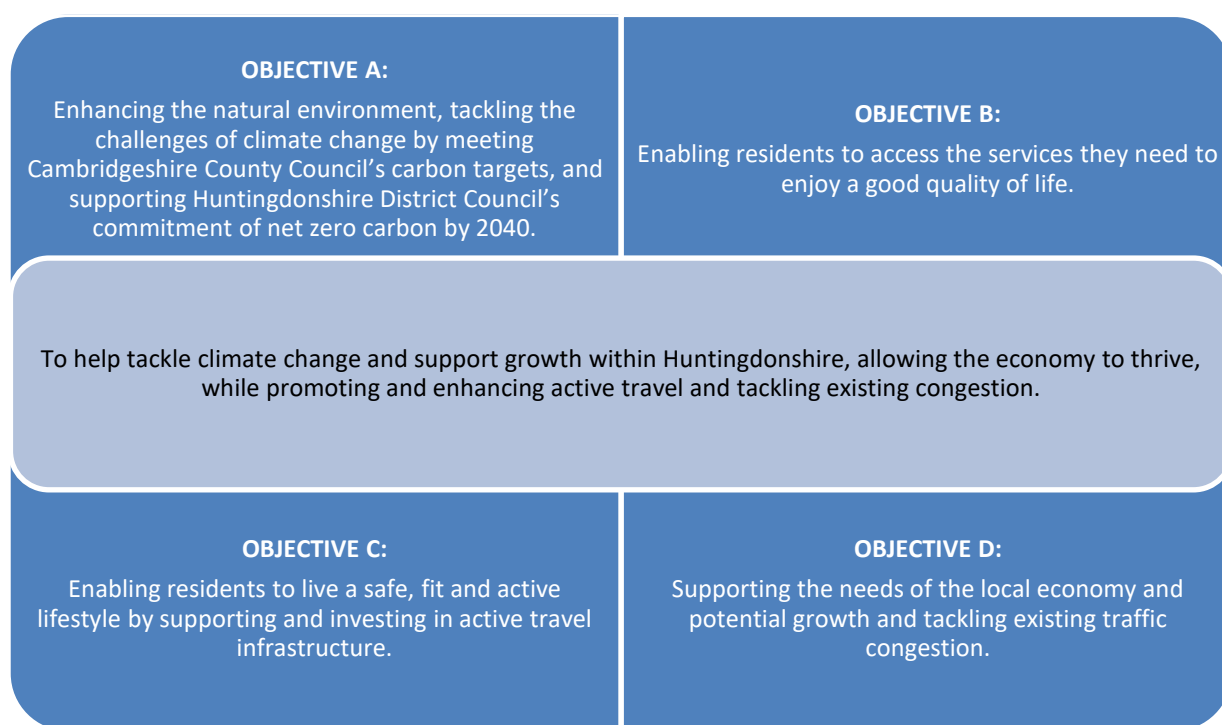 OBJECTIVE A:
Enhancing the natural environment, tackling the
challenges of climate change by meeting
Cambridgeshire County Council’s carbon targets, and
supporting Huntingdonshire District Council’s
commitment of net zero carbon by 2040.
OBJECTIVE B:
Enabling residents to access the services they need to
enjoy a good quality of life.
To help tackle climate change and support growth within Huntingdonshire, allowing the economy to thrive,
while promoting and enhancing active travel and tackling existing congestion.
OBJECTIVE C:
Enabling residents to live a safe, fit and active
lifestyle by supporting and investing in active travel
infrastructure.
OBJECTIVE D:
Supporting the needs of the local economy and
potential growth and tackling existing traffic
congestion.